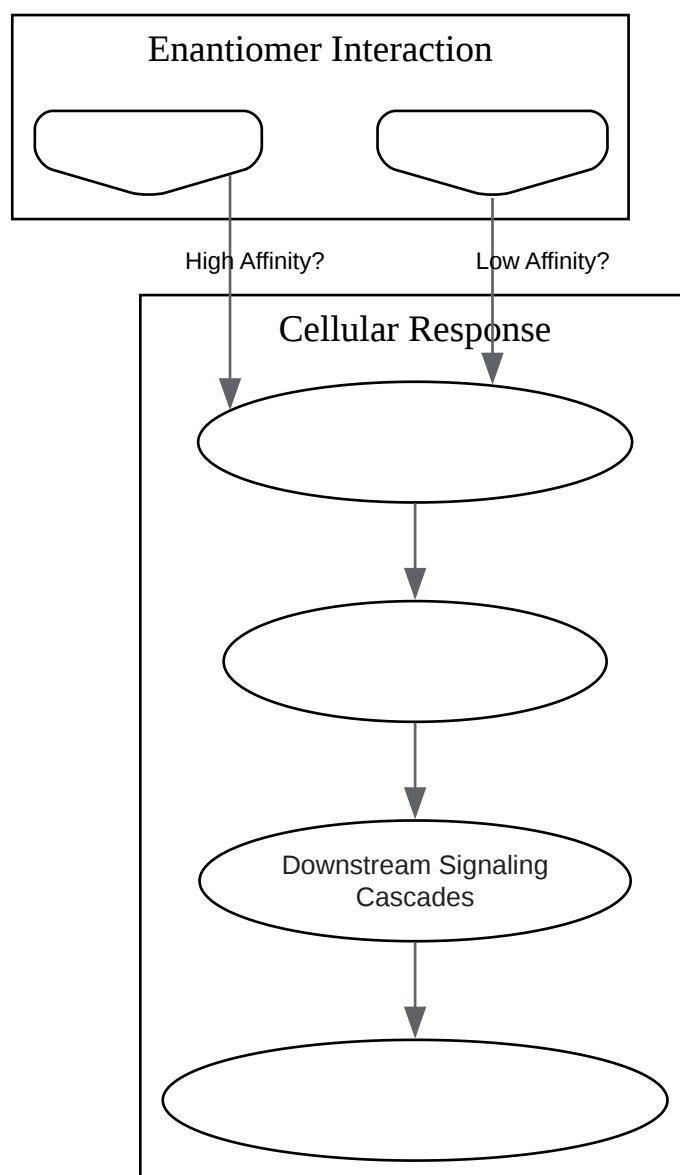 Enantiomer Interaction
High Affinity?
Low Affinity?
Cellular Response
Downstream Signaling
Cascades